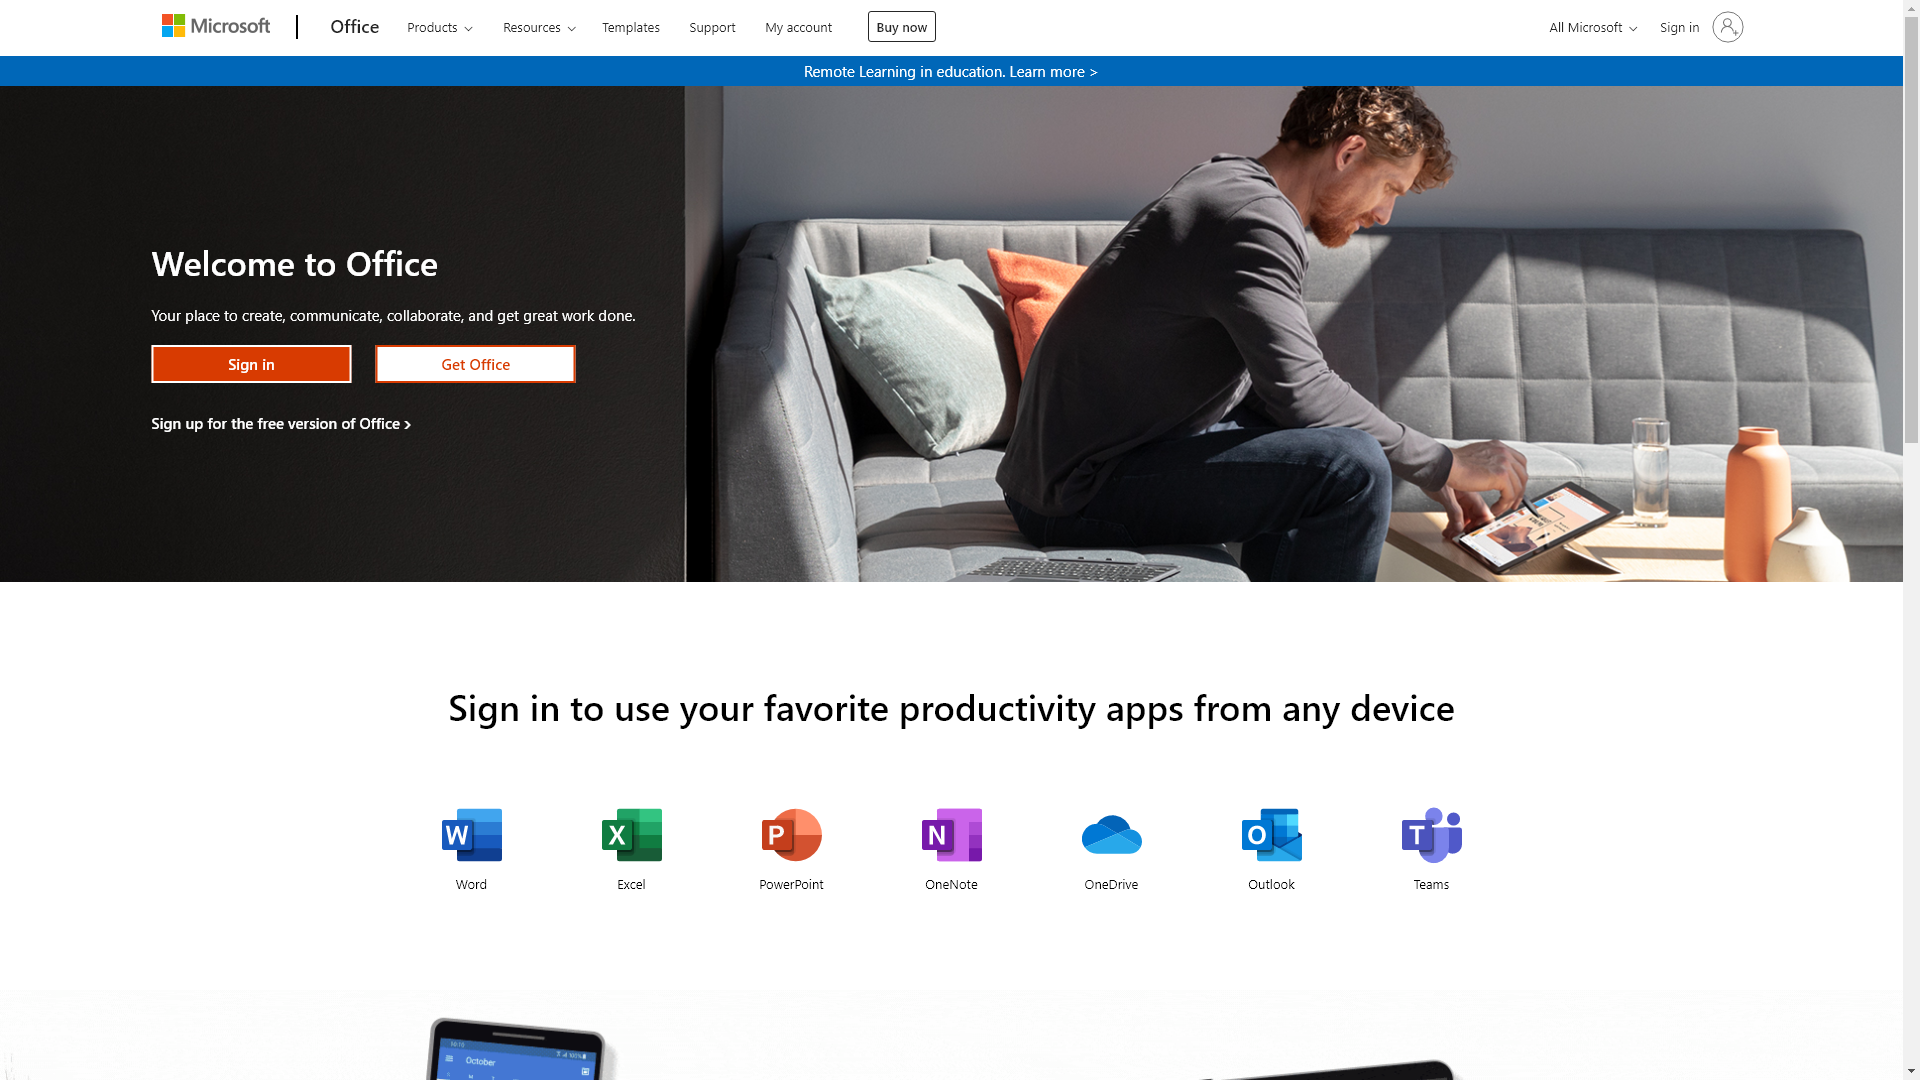 Microsoft
Office
Products
Resources
Templates
Support
My account
Buy now
All Microsoft
Sign in
Remote Learning in education. Learn more >
Welcome to Office
Your place to create, communicate, collaborate, and get great work done.
Sign in
Get Office
Sign up for the free version of Office >
Sign in to use your favorite productivity apps from any device
W
X
P
N
O
T
Word
Excel
PowerPoint
OneNote
OneDrive
Outlook
Teams
October